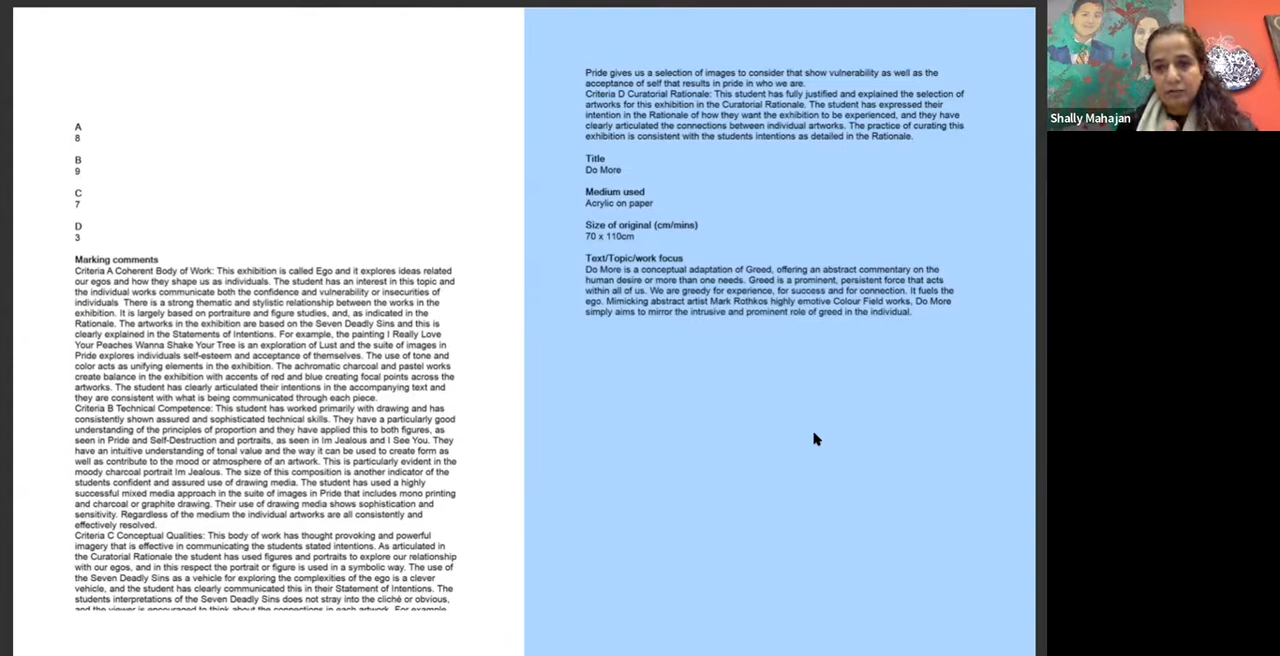 A
8
B
9
C
7
D
3
Marking comments
Criteria A Coherent Body of Work: This exhibition is called Ego and it explores ideas related
our egos and how they shape us as individuals. The student has an interest in this topic and
the individual works communicate both the confidence and vulnerability or insecurities of
individuals  There is a strong thematic and stylistic relationship between the works in the
exhibition. It is largely based on portraiture and figure studies, and, as indicated in the
Rationale. The artworks in the exhibition are based on the Seven Deadly Sins and this is
clearly explained in the Statements of Intentions. For example, the painting I Really Love
Your Peaches Wanna Shake Your Tree is an exploration of Lust and the suite of images in
Pride explores individuals self-esteem and acceptance of themselves. The use of tone and
color acts as unifying elements in the exhibition. The achromatic charcoal and pastel works
create balance in the exhibition with accents of red and blue creating focal points across the
artworks. The student has clearly articulated their intentions in the accompanying text and
they are consistent with what is being communicated through each piece.
Criteria B Technical Competence: This student has worked primarily with drawing and has
consistently shown assured and sophisticated technical skills. They have a particularly good
understanding of the principles of proportion and they have applied this to both figures, as
seen in Pride and Self-Destruction and portraits, as seen in Im Jealous and I See You. They
have an intuitive understanding of tonal value and the way it can be used to create form as
well as contribute to the mood or atmosphere of an artwork. This is particularly evident in the
moody charcoal portrait Im Jealous. The size of this composition is another indicator of the
students confident and assured use of drawing media. The student has used a highly
successful mixed media approach in the suite of images in Pride that includes mono printing
and charcoal or graphite drawing. Their use of drawing media shows sophistication and
sensitivity. Regardless of the medium the individual artworks are all consistently and
effectively resolved.
Criteria C Conceptual Qualities: This body of work has thought provoking and powerful
imagery that is effective in communicating the students stated intentions. As articulated in
the Curatorial Rationale the student has used figures and portraits to explore our relationship
with our egos, and in this respect the portrait or figure is used in a symbolic way. The use of
the Seven Deadly Sins as a vehicle for exploring the complexities of the ego is a clever
vehicle, and the student has clearly communicated this in their Statement of Intentions. The
students interpretations of the Seven Deadly Sins does not stray into the cliché or obvious,
and the viewer is encouraged to think about the connections in each artwork. For example
Pride gives us a selection of images to consider that show vulnerability as well as the
acceptance of self that results in pride in who we are.
Criteria D Curatorial Rationale: This student has fully justified and explained the selection of
artworks for this exhibition in the Curatorial Rationale. The student has expressed their
intention in the Rationale of how they want the exhibition to be experienced, and they have
clearly articulated the connections between individual artworks. The practice of curating this
exhibition is consistent with the students intentions as detailed in the Rationale.
Title
Do More
Medium used
Acrylic on paper
Size of original (cm/mins)
70 x 110cm
Text/Topic/work focus
Do More is a conceptual adaptation of Greed, offering an abstract commentary on the
human desire or more than one needs. Greed is a prominent, persistent force that acts
within all of us. We are greedy for experience, for success and for connection. It fuels the
ego. Mimicking abstract artist Mark Rothkos highly emotive Colour Field works, Do More
simply aims to mirror the intrusive and prominent role of greed in the individual.
Shally Mahajan